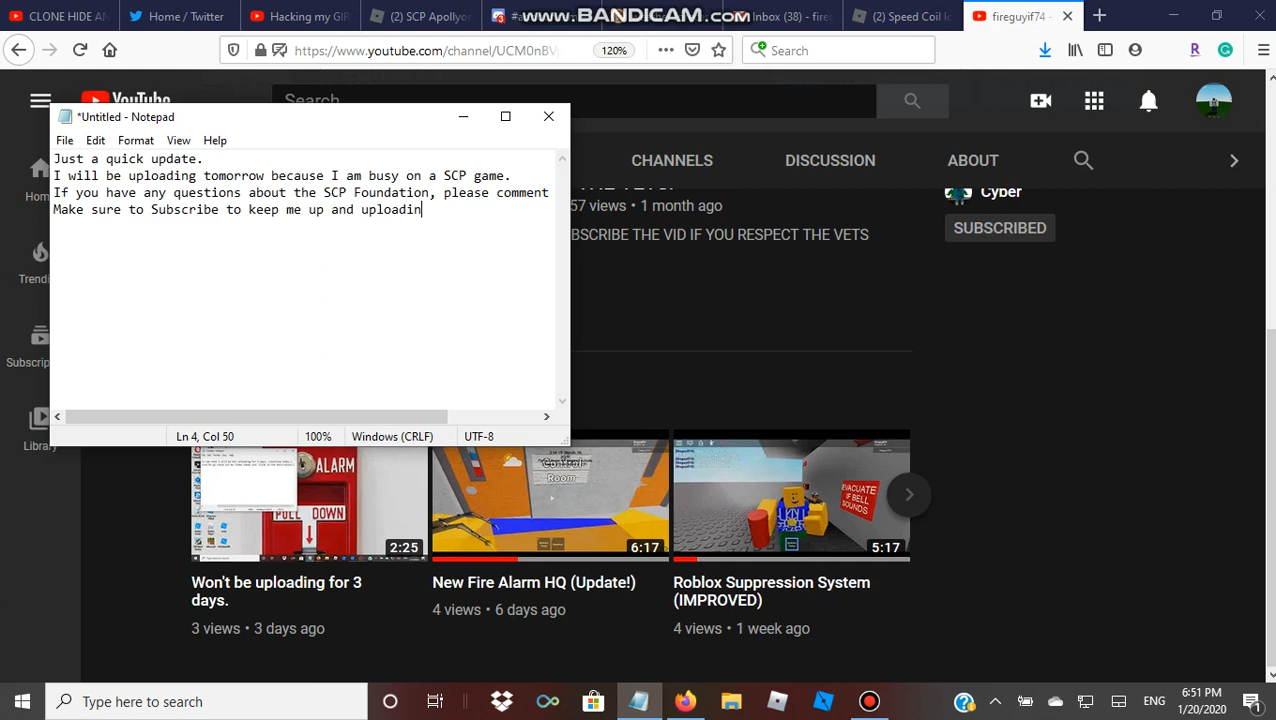 CLONE HIDE AN
Home / Twitter
Hacking my GIR
(2) SCP Apollyon
www.BANDICAM.com
Inbox (38) - fire
(2) Speed Coil Ic
fireguyif74 -
https://www.youtube.com/channel/UCM0nBV
120%
Search
YouTube
Search
*Untitled - Notepad
File Edit Format View Help
Just a quick update.
I will be uploading tomorrow because I am busy on a SCP game.
If you have any questions about the SCP Foundation, please comment
Make sure to Subscribe to keep me up and uploadin
Ln 4, Col 50 100% Windows (CRLF) UTF-8
CHANNELS DISCUSSION ABOUT
57 views • 1 month ago
BSCRIBE THE VID IF YOU RESPECT THE VETS
Cyber
SUBSCRIBED
Hom
Trendi
Subscrip
Library
ALARM
PULL DOWN
2:25
Control
Room
6:17
EVACUATE
IF BELL
SOUNDS
5:17
Won't be uploading for 3
days.
3 views • 3 days ago
New Fire Alarm HQ (Update!)
4 views • 6 days ago
Roblox Suppression System
(IMPROVED)
4 views • 1 week ago
Type here to search
ENG
6:51 PM
1/20/2020